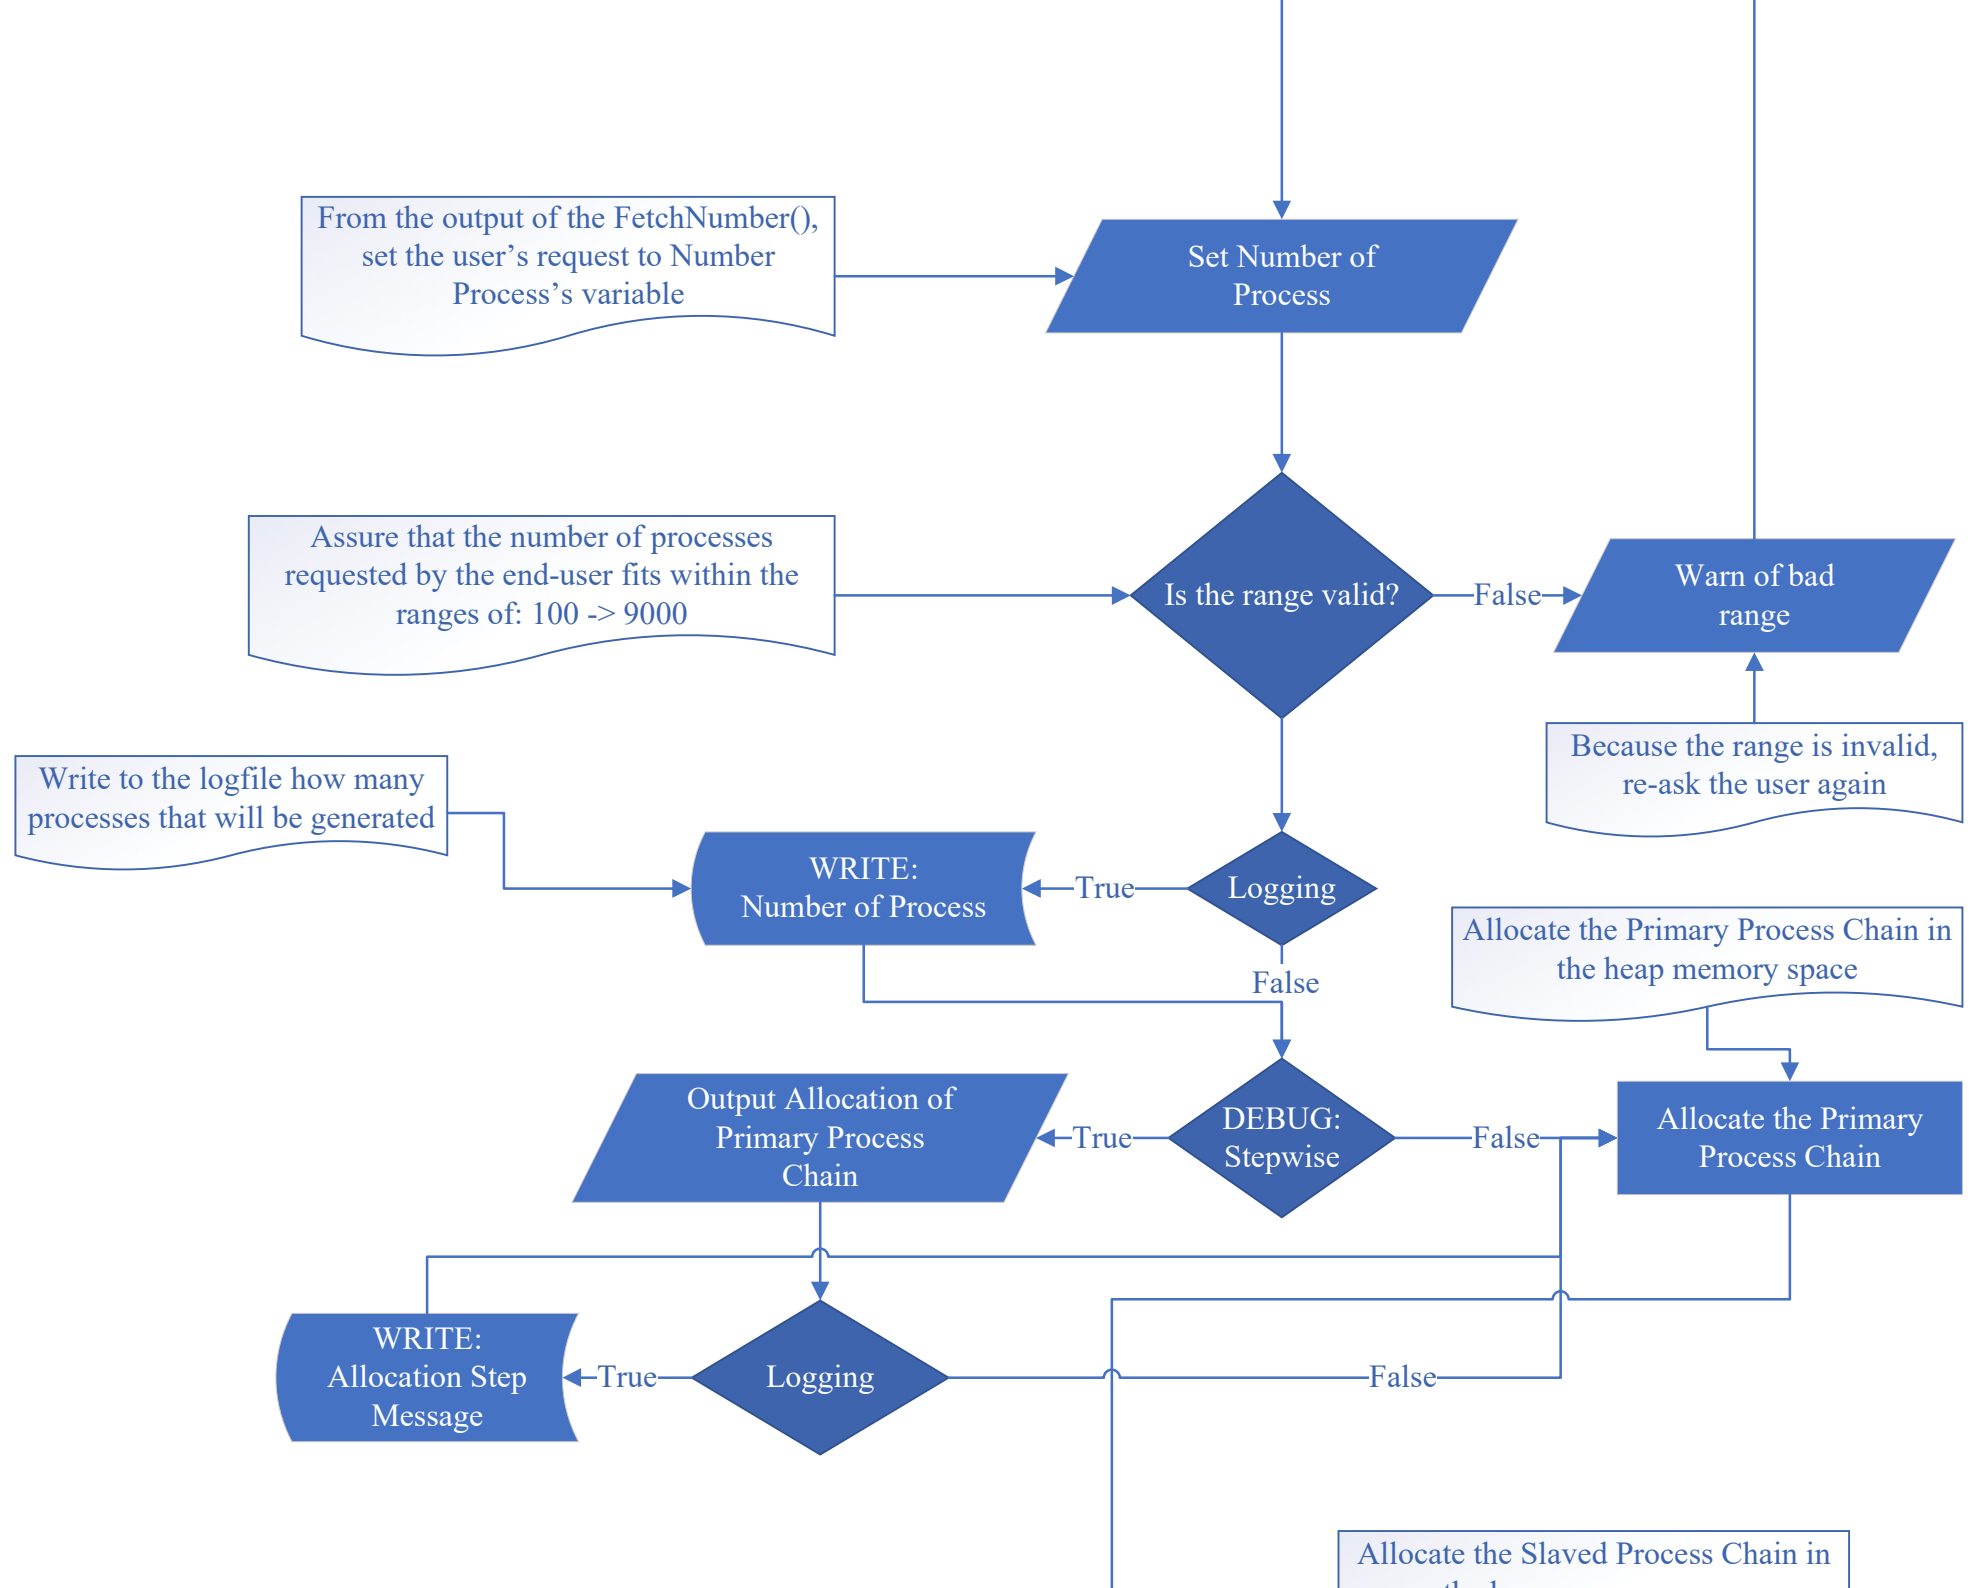 From the output of the FetchNumber(),
set the user’s request to Number
Process’s variable
Set Number of
Process
Assure that the number of processes
requested by the end-user fits within the
ranges of: 100 -> 9000
Is the range valid?
False
Warn of bad
range
Because the range is invalid,
re-ask the user again
Write to the logfile how many
processes that will be generated
WRITE:
Number of Process
True
Logging
False
Allocate the Primary Process Chain in
the heap memory space
Output Allocation of
Primary Process
Chain
True
DEBUG:
Stepwise
False
Allocate the Primary
Process Chain
WRITE:
Allocation Step
Message
True
Logging
False
Allocate the Slaved Process Chain in